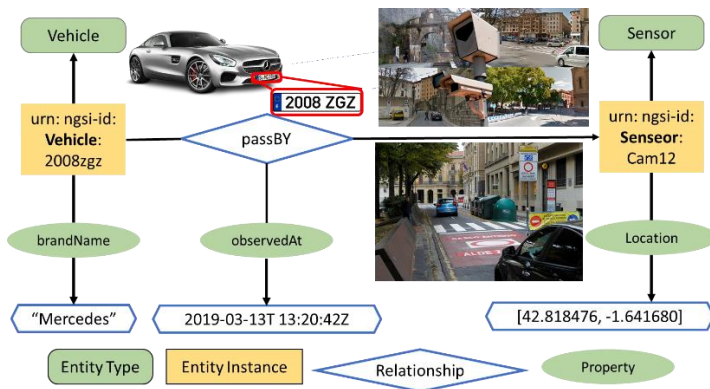 Vehicle
Sensor
2008 ZGZ
urn: ngsi-id:
Vehicle:
2008zgz
passBY
urn: ngsi-id:
Senseor:
Cam12
brandName
observedAt
Location
“Mercedes”
2019-03-13T 13:20:42Z
[42.818476, -1.641680]
Entity Type
Entity Instance
Relationship
Property